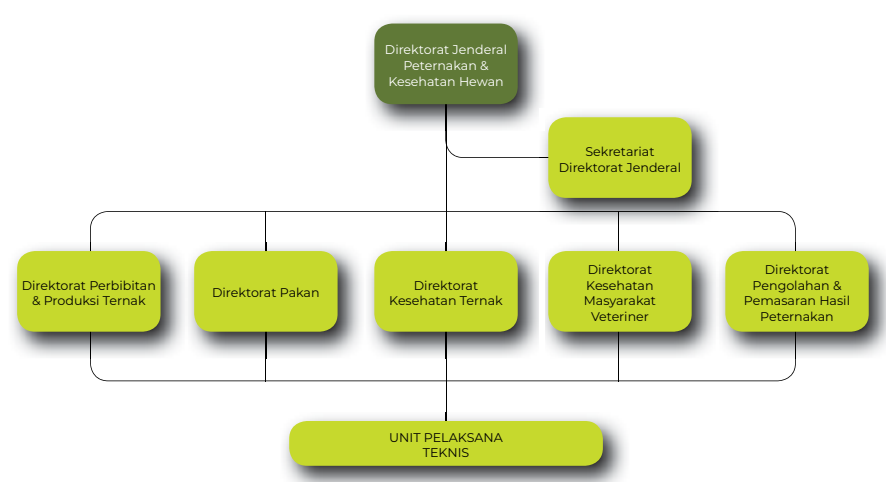 Direktorat Jenderal
Peternakan &
Kesehatan Hewan
Sekretariat
Direktorat Jenderal
Direktorat Perbibitan
& Produksi Ternak
Direktorat Pakan
Direktorat
Kesehatan Ternak
Direktorat
Kesehatan
Masyarakat
Veteriner
Direktorat
Pengolahan &
Pemasaran Hasil
Peternakan
UNIT PELAKSANA
TEKNIS